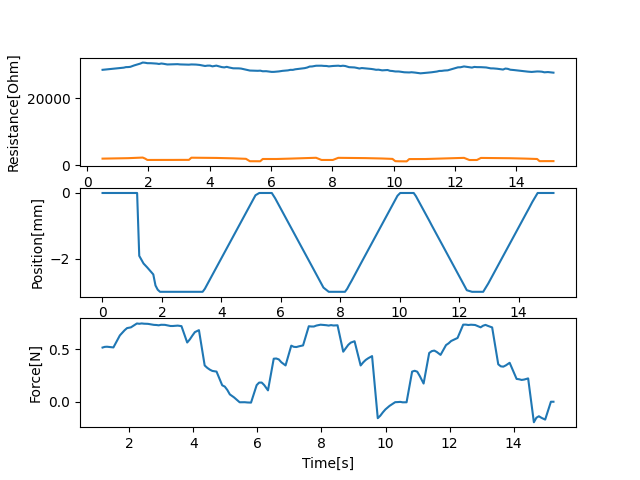 Resistance[Ohm]
20000
0
0 2 4 6 8 10 12 14
Position[mm]
0
−2
0 2 4 6 8 10 12 14
Force[N]
0.5
0.0
2 4 6 8 10 12 14
Time[s]